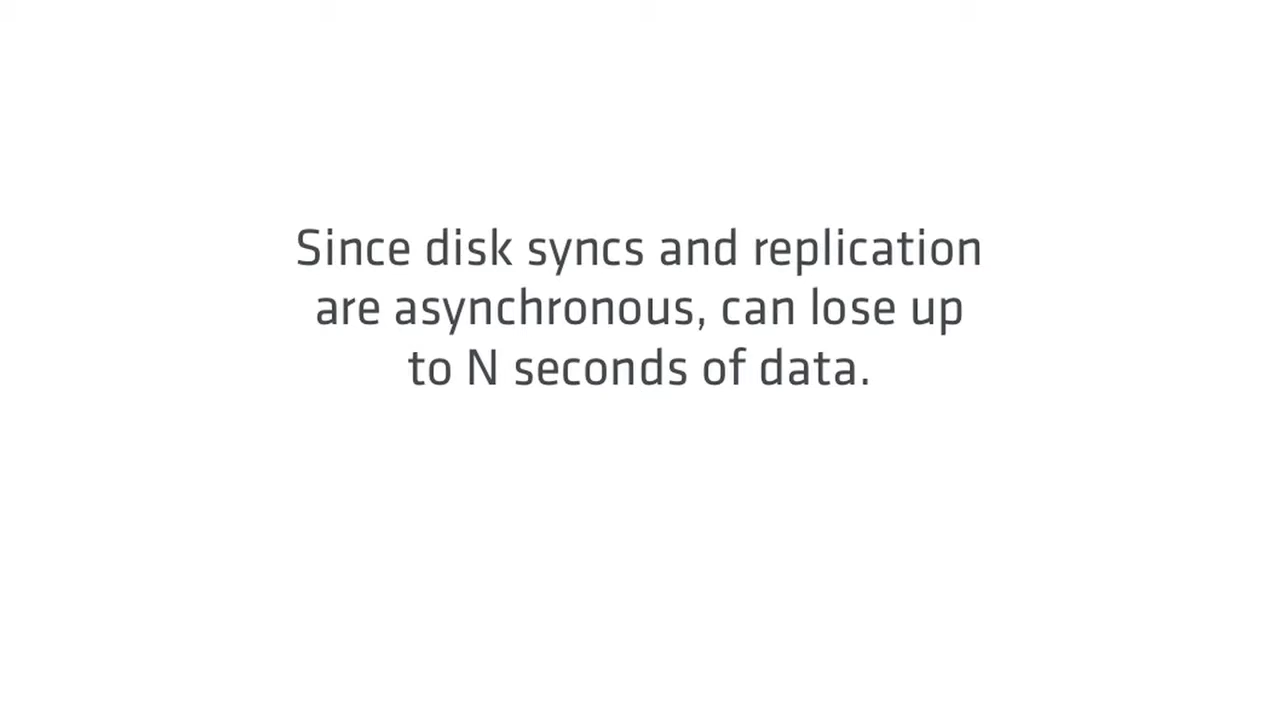 Since disk syncs and replication
are asynchronous, can lose up
to N seconds of data.